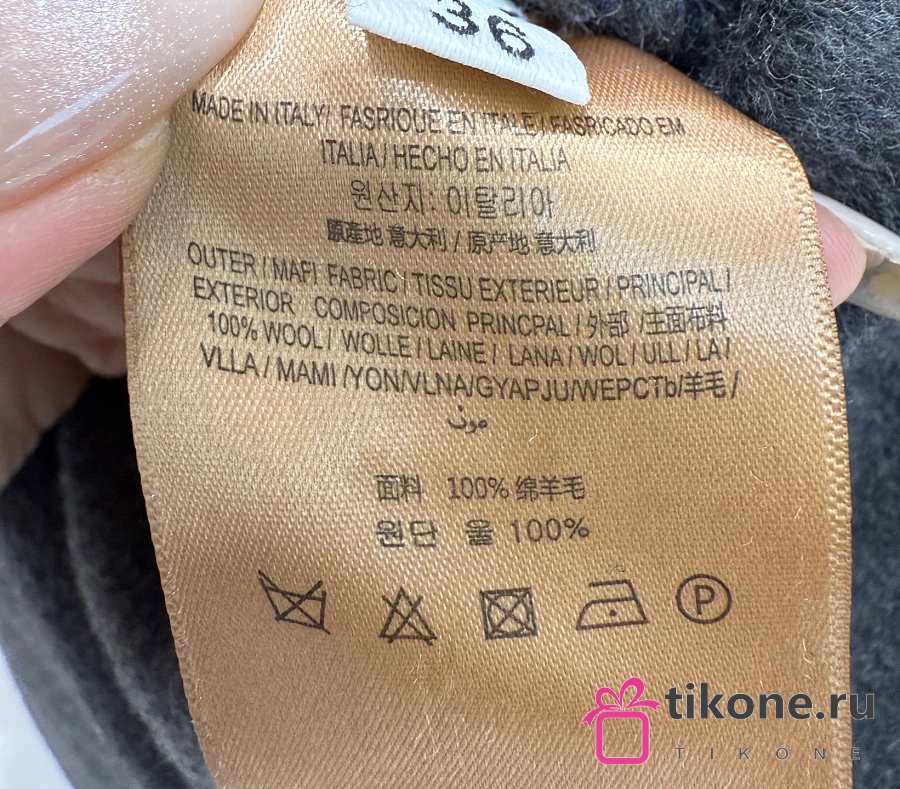 36
MADE IN ITALY/ FASRIQUE EN ITALE / FASRICADO EM
ITALIA / HECHO EN ITALIA
원산지: 이탈리아
原産地 意大利 / 原产地 意大利
OUTER / MAFI FABRIC / TISSU EXTERIEUR / PRINCIPAL /
EXTERIOR COMPOSICION PRINCPAL / 外部 /主面布料
100% WOOL / WOLLE / LAINE / LANA / WOL / ULL / LA /
VLLA / MAMI /YON/VLNA/GYAPJU/WEPCTb/羊毛 /
صوف
面料 100% 绵羊毛
원단 울 100%
P
tikone.ru
TIKONE